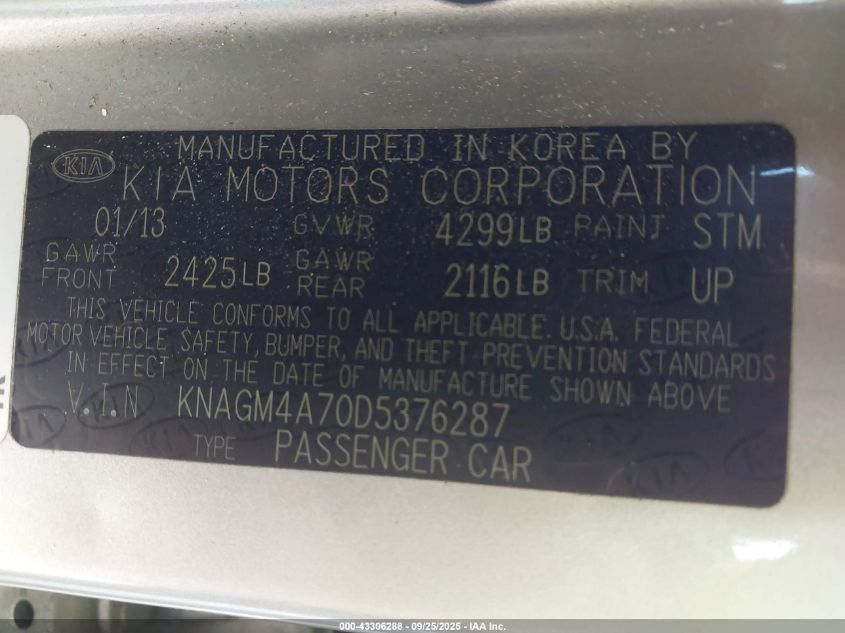 KIA
MANUFACTURED IN KOREA BY
KIA MOTORS CORPORATION
01/13 GVWR 4299LB PAINT STM
GAWR FRONT 2425LB GAWR REAR 2116LB TRIM UP
THIS VEHICLE CONFORMS TO ALL APPLICABLE U.S.A. FEDERAL
MOTOR VEHICLE SAFETY, BUMPER, AND THEFT PREVENTION STANDARDS
IN EFFECT ON THE DATE OF MANUFACTURE SHOWN ABOVE
V.I.N KNAGM4A70D5376287
TYPE PASSENGER CAR
000-43306288 - 09/25/2025 - IAA Inc.